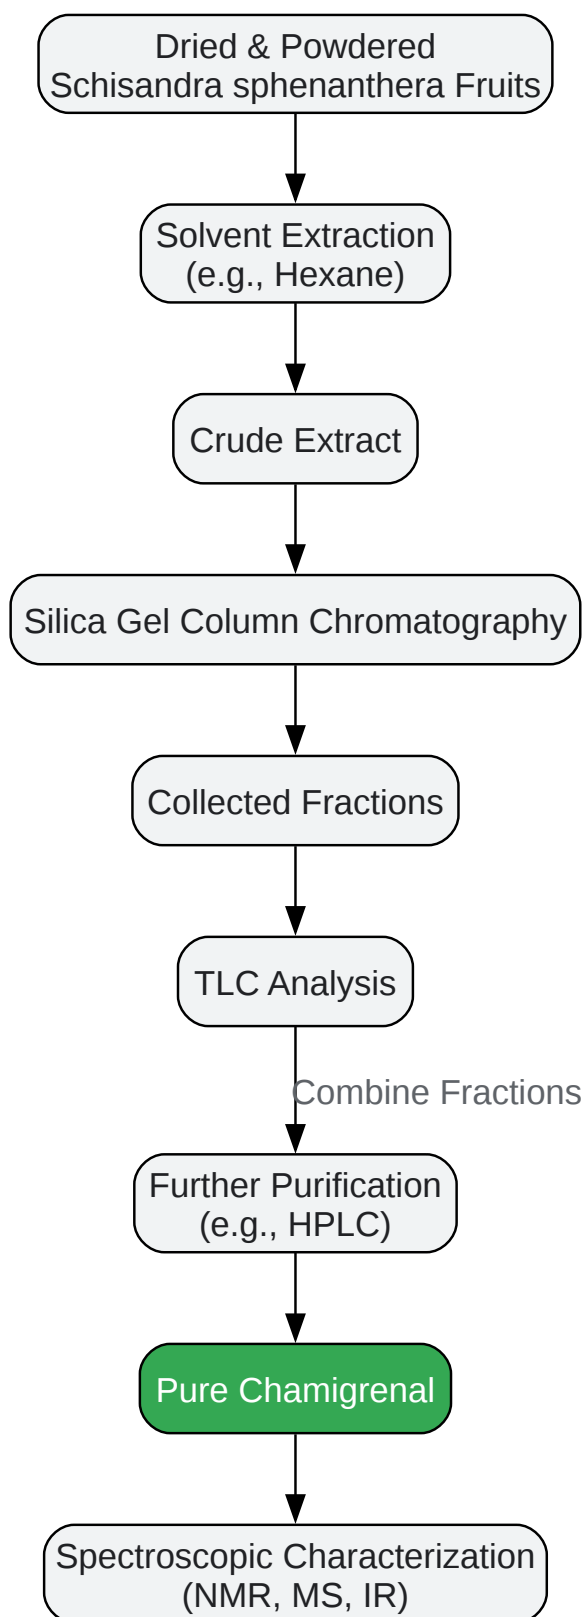 Dried & Powdered
Schisandra sphenanthera Fruits
Solvent Extraction
(e.g., Hexane)
Crude Extract
Silica Gel Column Chromatography
Collected Fractions
TLC Analysis
Combine Fractions
Further Purification
(e.g., HPLC)
Pure Chamigrenal
Spectroscopic Characterization
(NMR, MS, IR)